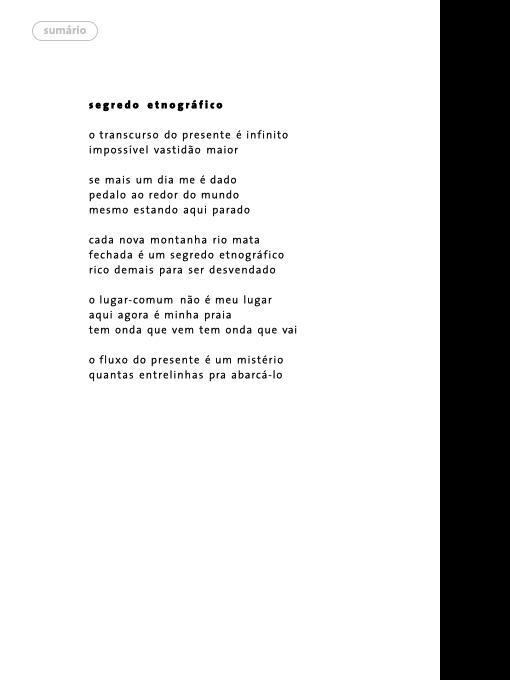 sumário
segredo etnográfico
o transcurso do presente é infinito
impossível vastidão maior
se mais um dia me é dado
pedalo ao redor do mundo
mesmo estando aqui parado
cada nova montanha rio mata
fechada é um segredo etnográfico
rico demais para ser desvendado
o lugar-comum não é meu lugar
aqui agora é minha praia
tem onda que vem tem onda que vai
o fluxo do presente é um mistério
quantas entrelinhas pra abarcá-lo